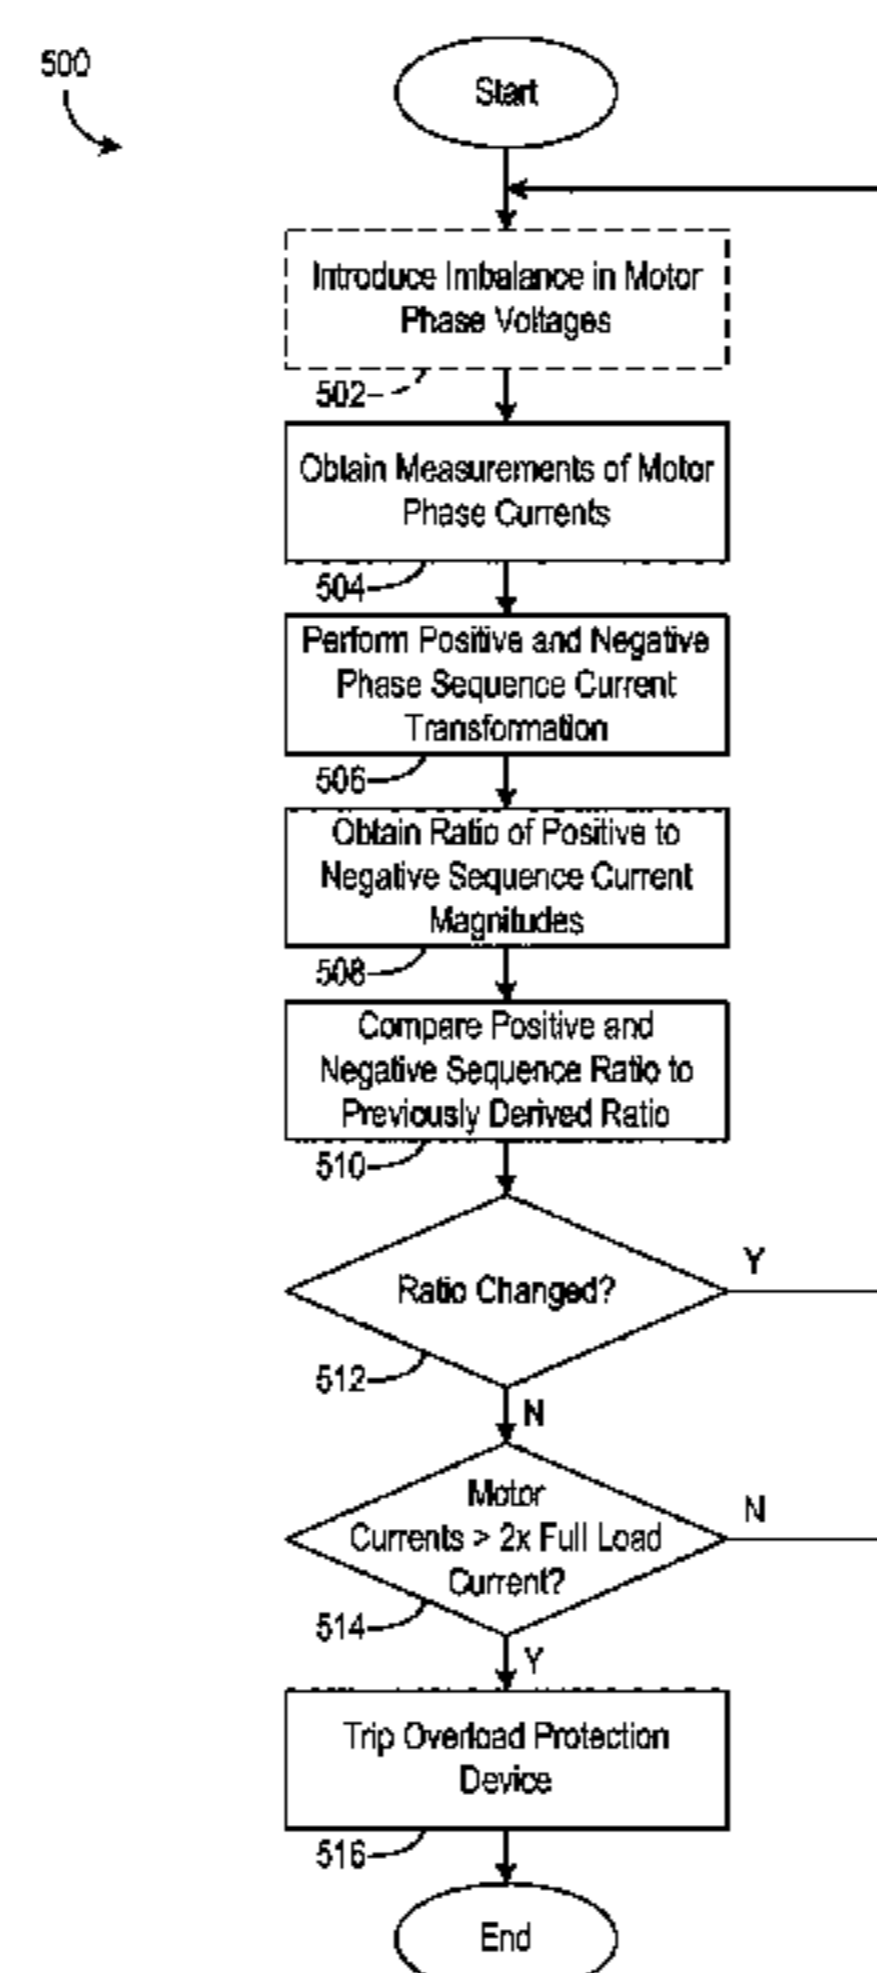 500
Start
Introduce Imbalance in Motor
Phase Voltages
502
Obtain Measurements of Motor
Phase Currents
504
Perform Positive and Negative
Phase Sequence Current
Transformation
506
Obtain Ratio of Positive to
Negative Sequence Current
Magnitudes
508
Compare Positive and
Negative Sequence Ratio to
Previously Derived Ratio
510
Y
Ratio Changed?
512
N
Motor
N
Currents > 2x Full Load
Current?
514
Y
Trip Overload Protection
Device
516
End